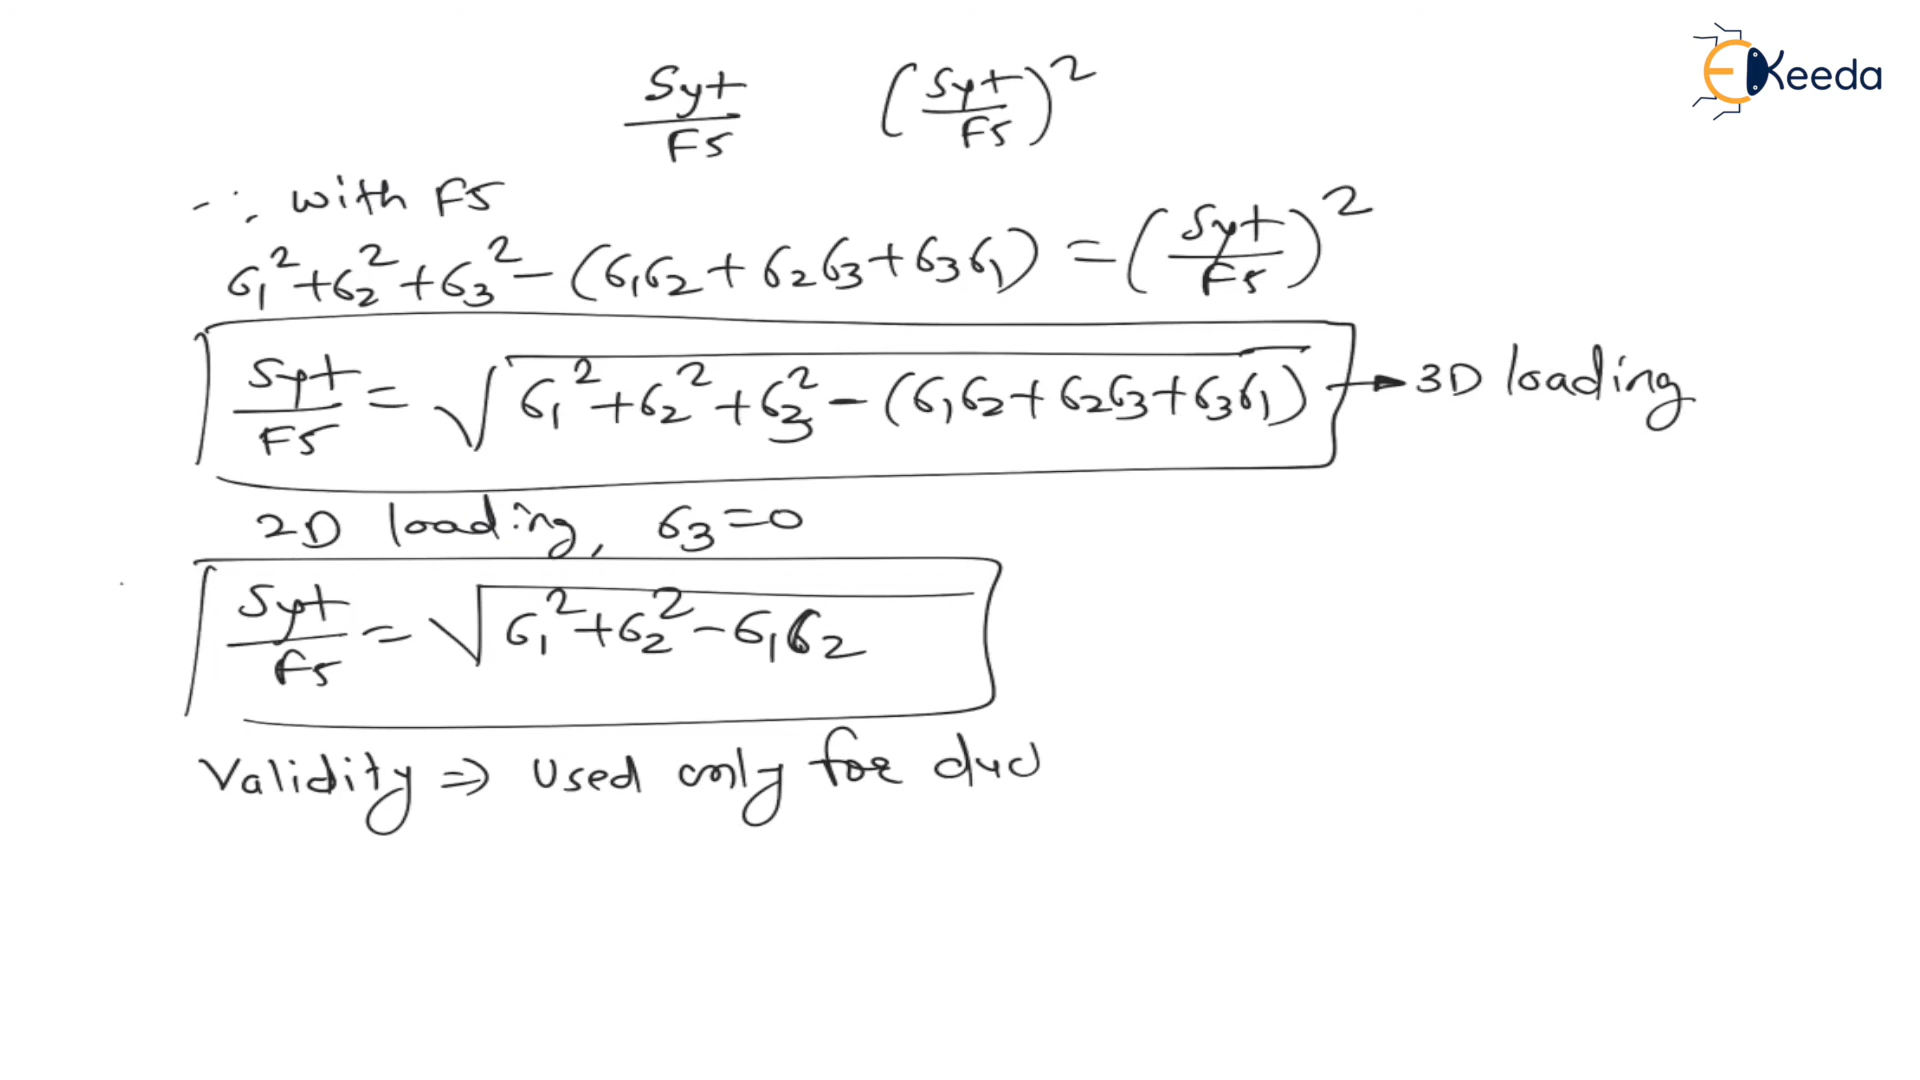 EKeeda
Syt/FS (Syt/FS)²
∴ with FS
σ₁²+σ₂²+σ₃²-(σ₁σ₂+σ₂σ₃+σ₃σ₁) = (Syt/FS)²
Syt/FS = √(σ₁²+σ₂²+σ₃²-(σ₁σ₂+σ₂σ₃+σ₃σ₁)) → 3D loading
2D loading, σ₃=0
Syt/FS = √(σ₁²+σ₂²-σ₁σ₂)
Validity ⇒ Used only for duc